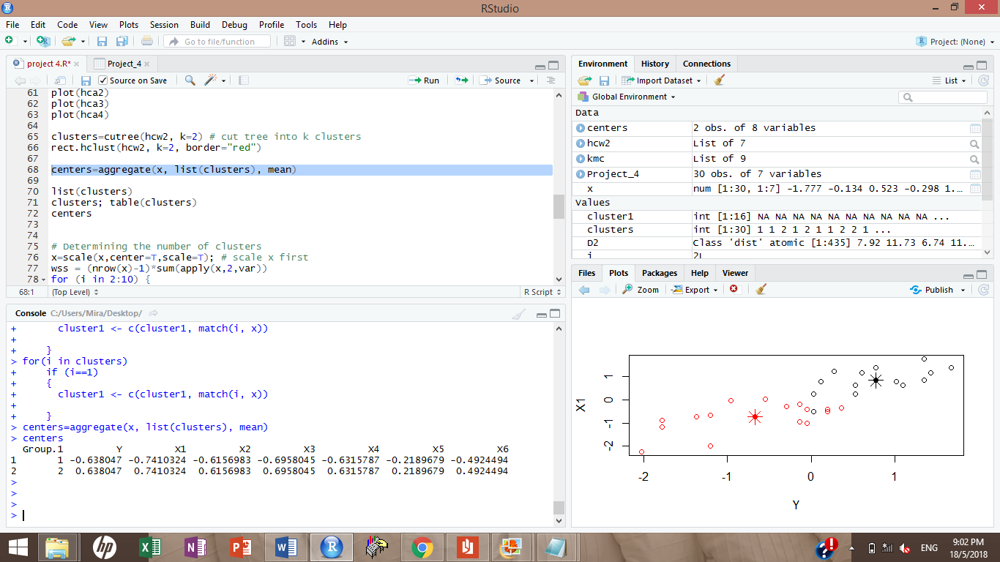 RStudio
File Edit Code View Plots Session Build Debug Profile Tools Help
Go to file/function Addins Project: (None)
project 4.R* Project_4
Source on Save Run Source
61 plot(hca2)
62 plot(hca3)
63 plot(hca4)
64
65 clusters=cutree(hcw2, k=2) # cut tree into k clusters
66 rect.hclust(hcw2, k=2, border="red")
67
68 centers=aggregate(x, list(clusters), mean)
69
70 list(clusters)
71 clusters; table(clusters)
72 centers
73
74
75 # Determining the number of clusters
76 x=scale(x,center=T,scale=T); # scale x first
77 wss = (nrow(x)-1)*sum(apply(x,2,var))
78 for (i in 2:10) {
68:1 (Top Level) R Script
Console C:/Users/Mira/Desktop/
+ cluster1 <- c(cluster1, match(i, x))
+
+ }
> for(i in clusters)
+ if (i==1)
+ {
+ cluster1 <- c(cluster1, match(i, x))
+
+ }
> centers=aggregate(x, list(clusters), mean)
> centers
Group.1 Y X1 X2 X3 X4 X5 X6
1 1 -0.638047 -0.7410324 -0.6156983 -0.6958045 -0.6315787 -0.2189679 -0.4924494
2 2 0.638047 0.7410324 0.6156983 0.6958045 0.6315787 0.2189679 0.4924494
>
>
>
>
Environment History Connections
Import Dataset List
Global Environment
Data
centers 2 obs. of 8 variables
hcw2 List of 7
kmc List of 9
Project_4 30 obs. of 7 variables
x num [1:30, 1:7] -1.777 -0.134 0.523 -0.298 1.…
Values
cluster1 int [1:16] NA NA NA NA NA NA NA NA NA NA ...
clusters int [1:30] 1 1 2 1 2 1 1 2 2 1 ...
D2 Class 'dist' atomic [1:435] 7.92 11.73 6.74 11.…
i 2L
Files Plots Packages Help Viewer
Zoom Export Publish
X1
1
0
-1
-2
-2 -1 0 1
Y
hp
ENG
9:02 PM
18/5/2018